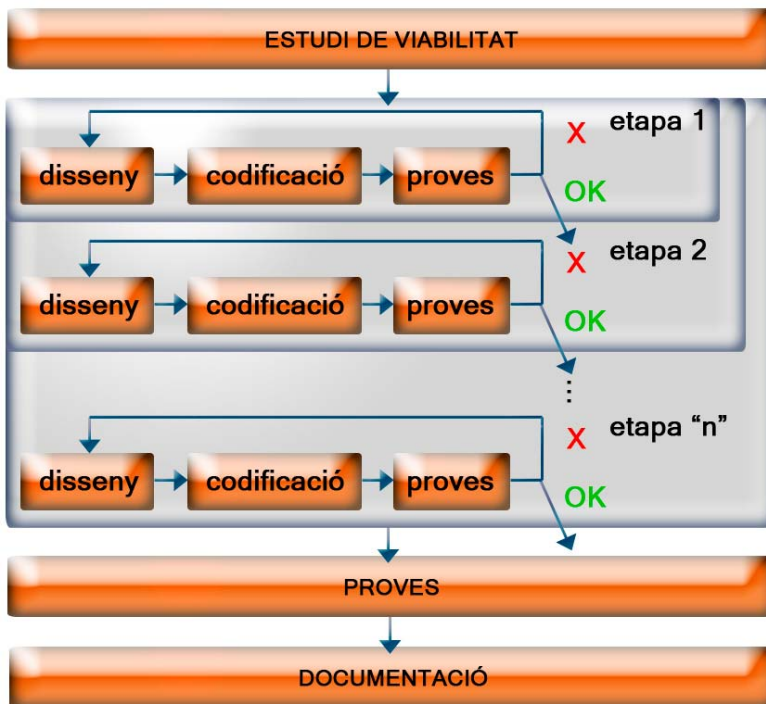 ESTUDI DE VIABILITAT
X etapa 1
disseny codificació proves
OK
X etapa 2
disseny codificació proves
OK
...
X etapa “n”
disseny codificació proves
OK
PROVES
DOCUMENTACIÓ